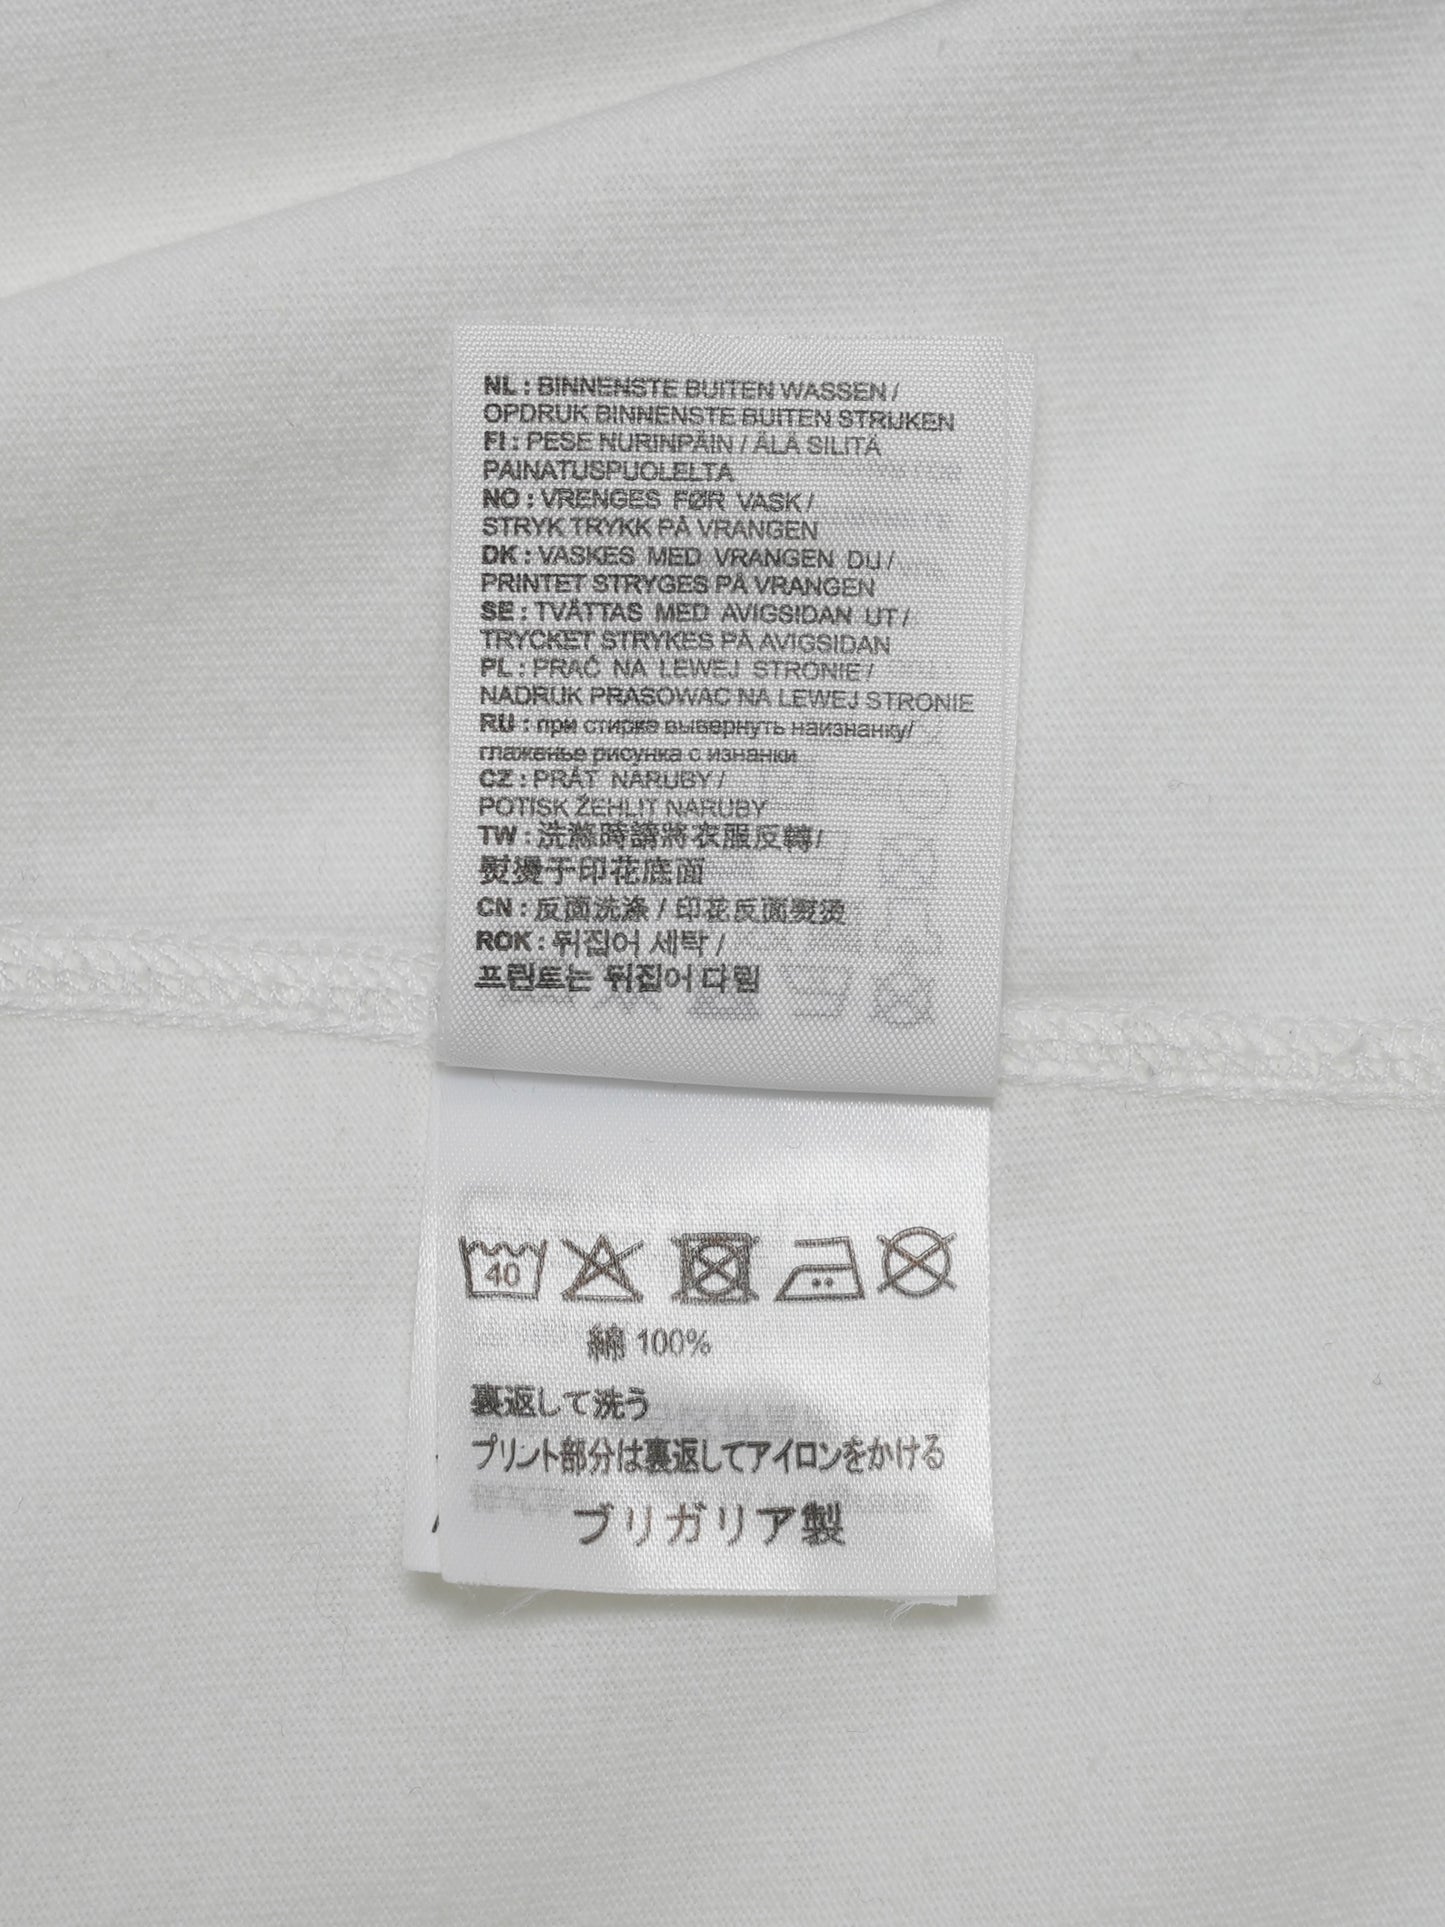 NL : BINNENSTE BUITEN WASSEN /
OPDRUK BINNENSTE BUITEN STRIJKEN
FI : PESE NURINPÄIN / ÄLÄ SILITÄ
PAINATUSPUOLELTA
NO : VRENGES FØR VASK /
STRYK TRYKK PÅ VRANGEN
DK : VASKES MED VRANGEN DU /
PRINTET STRYGES PÅ VRANGEN
SE : TVÄTTAS MED AVIGSIDAN UT /
TRYCKET STRYKES PÅ AVIGSIDAN
PL : PRAĆ NA LEWEJ STRONIE /
NADRUK PRASOWAĆ NA LEWEJ STRONIE
RU : при стирке вывернуть наизнанку/
глаженье рисунка с изнанки
CZ : PRÁT NARUBY /
POTISK ŽEHLIT NARUBY
TW : 洗滌時請將衣服反轉/
熨燙于印花底面
CN : 反面洗涤 / 印花反面熨烫
ROK : 뒤집어 세탁 /
프린트는 뒤집어 다림
40
綿 100%
裏返して洗う
プリント部分は裏返してアイロンをかける
ブリガリア製